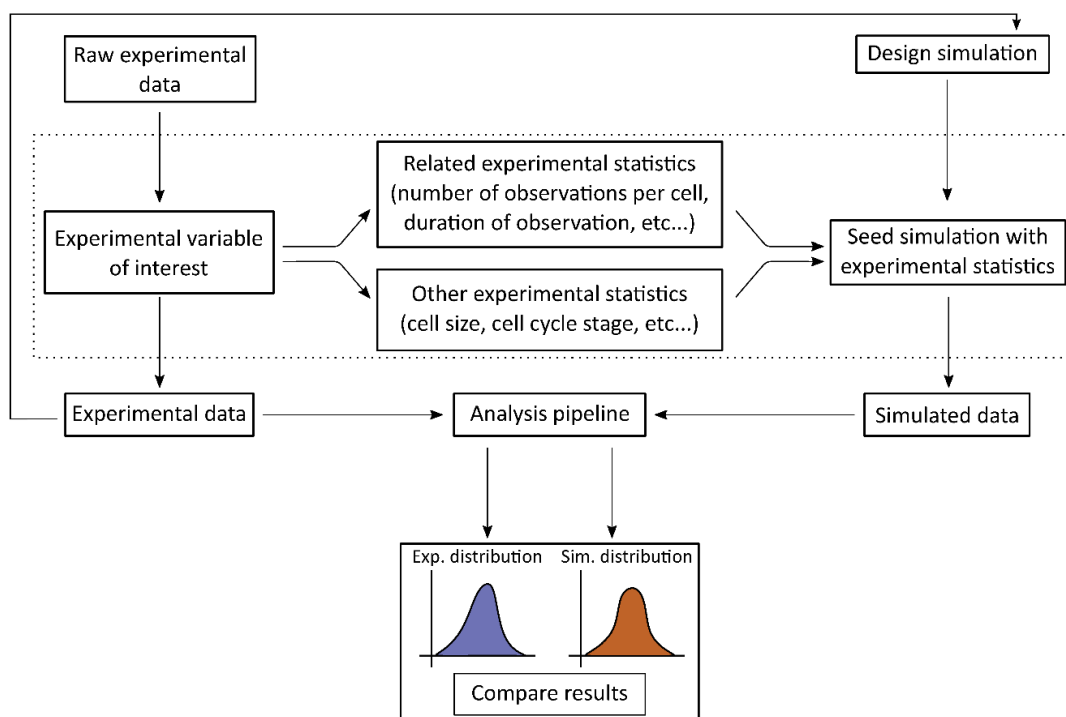 Raw experimental
data
Design simulation
Related experimental statistics
(number of observations per cell,
duration of observation, etc...)
Experimental variable
of interest
Seed simulation with
experimental statistics
Other experimental statistics
(cell size, cell cycle stage, etc...)
Experimental data
Analysis pipeline
Simulated data
Exp. distribution
Sim. distribution
Compare results